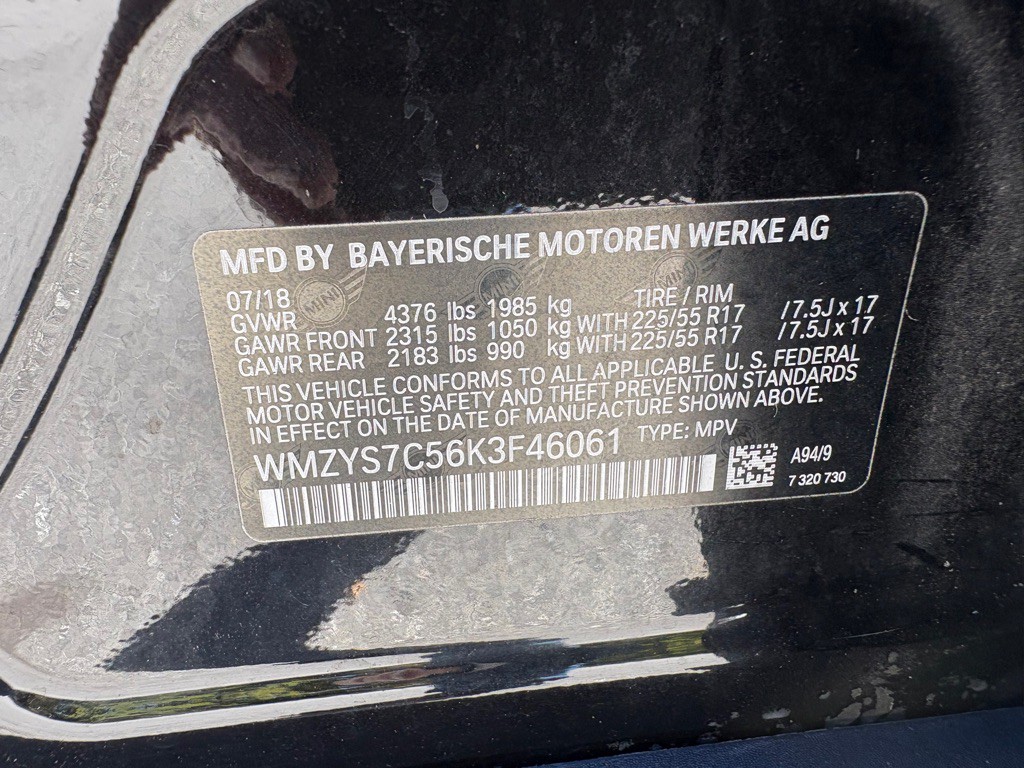 MFD BY BAYERISCHE MOTOREN WERKE AG
07/18 TIRE / RIM
GVWR 4376 lbs 1985 kg
GAWR FRONT 2315 lbs 1050 kg WITH 225/55 R17 / 7.5J x 17
GAWR REAR 2183 lbs 990 kg WITH 225/55 R17 / 7.5J x 17
THIS VEHICLE CONFORMS TO ALL APPLICABLE U. S. FEDERAL
MOTOR VEHICLE SAFETY AND THEFT PREVENTION STANDARDS
IN EFFECT ON THE DATE OF MANUFACTURE SHOWN ABOVE.
WMZYS7C56K3F46061 TYPE: MPV
A94/9
7 320 730
MINI
MINI
MINI